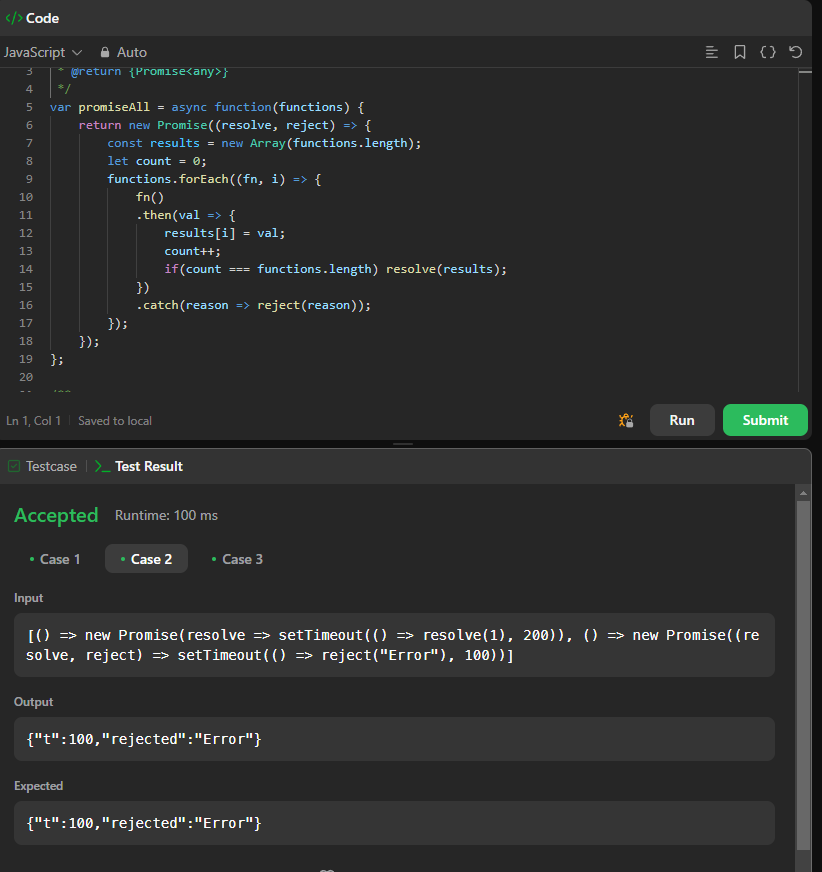 </> Code
JavaScript Auto
3 * @return {Promise<any>}
4 */
5 var promiseAll = async function(functions) {
6 return new Promise((resolve, reject) => {
7 const results = new Array(functions.length);
8 let count = 0;
9 functions.forEach((fn, i) => {
10 fn()
11 .then(val => {
12 results[i] = val;
13 count++;
14 if(count === functions.length) resolve(results);
15 })
16 .catch(reason => reject(reason));
17 });
18 });
19 };
20
Ln 1, Col 1 Saved to local Run Submit
Testcase >_ Test Result
Accepted Runtime: 100 ms
• Case 1 • Case 2 • Case 3
Input
[() => new Promise(resolve => setTimeout(() => resolve(1), 200)), () => new Promise((re
solve, reject) => setTimeout(() => reject("Error"), 100))]
Output
{"t":100,"rejected":"Error"}
Expected
{"t":100,"rejected":"Error"}